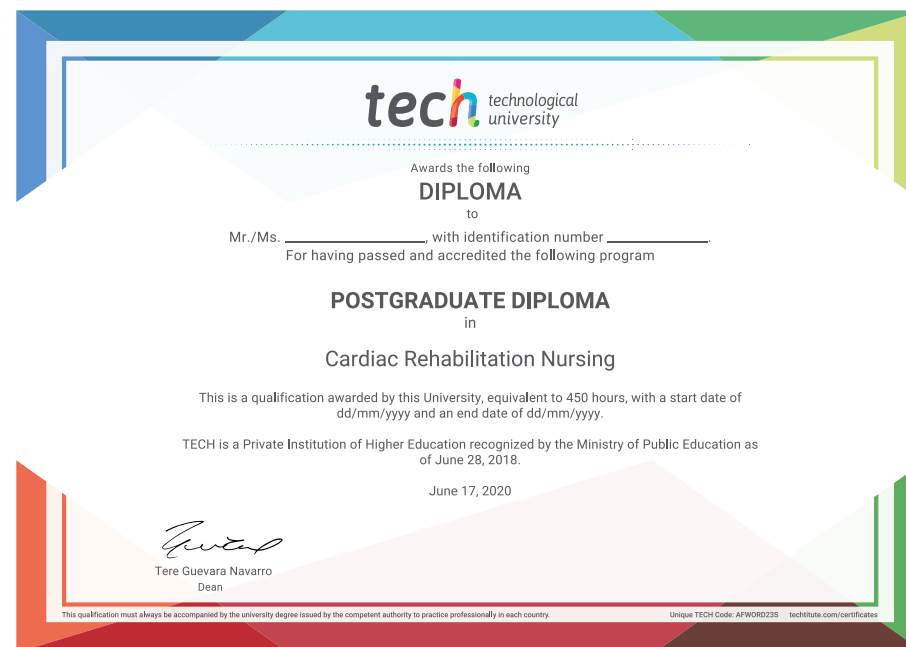 tech technological
university
Awards the following
DIPLOMA
to
Mr./Ms. ____________________, with identification number ______________.
For having passed and accredited the following program
POSTGRADUATE DIPLOMA
in
Cardiac Rehabilitation Nursing
This is a qualification awarded by this University, equivalent to 450 hours, with a start date of
dd/mm/yyyy and an end date of dd/mm/yyyy.
TECH is a Private Institution of Higher Education recognized by the Ministry of Public Education as
of June 28, 2018.
June 17, 2020
Tere Guevara Navarro
Dean
This qualification must always be accompanied by the university degree issued by the competent authority to practice professionally in each country.
Unique TECH Code: AFWORD23S techtitute.com/certificates